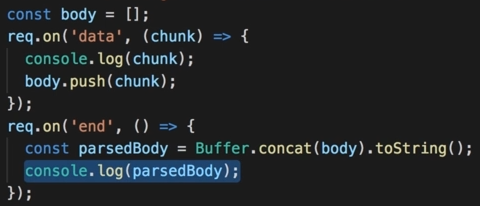 const body = [];
req.on('data', (chunk) => {
  console.log(chunk);
  body.push(chunk);
});
req.on('end', () => {
  const parsedBody = Buffer.concat(body).toString();
  console.log(parsedBody);
});